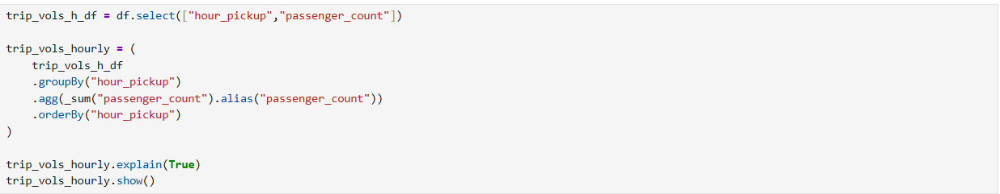 trip_vols_h_df = df.select(["hour_pickup","passenger_count"])
trip_vols_hourly = (
    trip_vols_h_df
    .groupBy("hour_pickup")
    .agg(_sum("passenger_count").alias("passenger_count"))
    .orderBy("hour_pickup")
)
trip_vols_hourly.explain(True)
trip_vols_hourly.show()